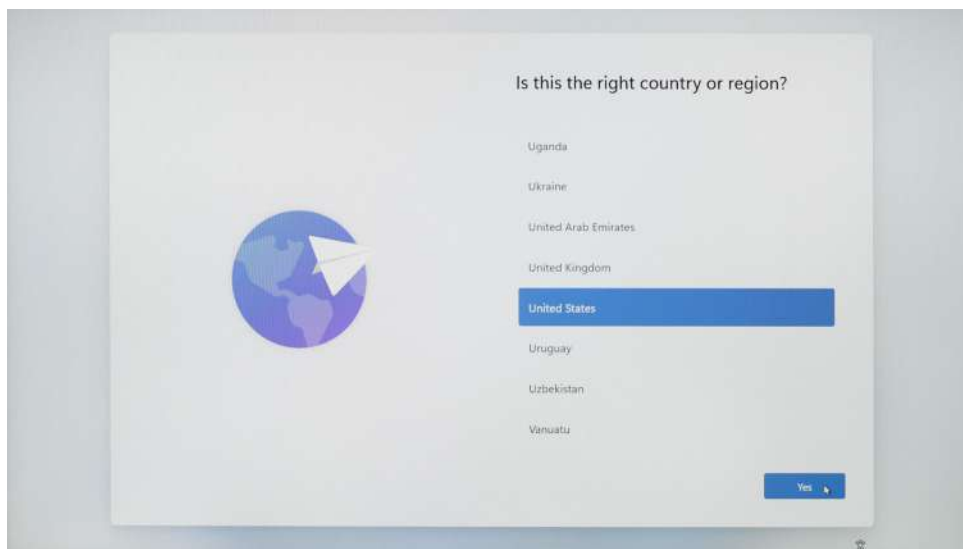 Is this the right country or region?
Uganda
Ukraine
United Arab Emirates
United Kingdom
United States
Uruguay
Uzbekistan
Vanuatu
Yes